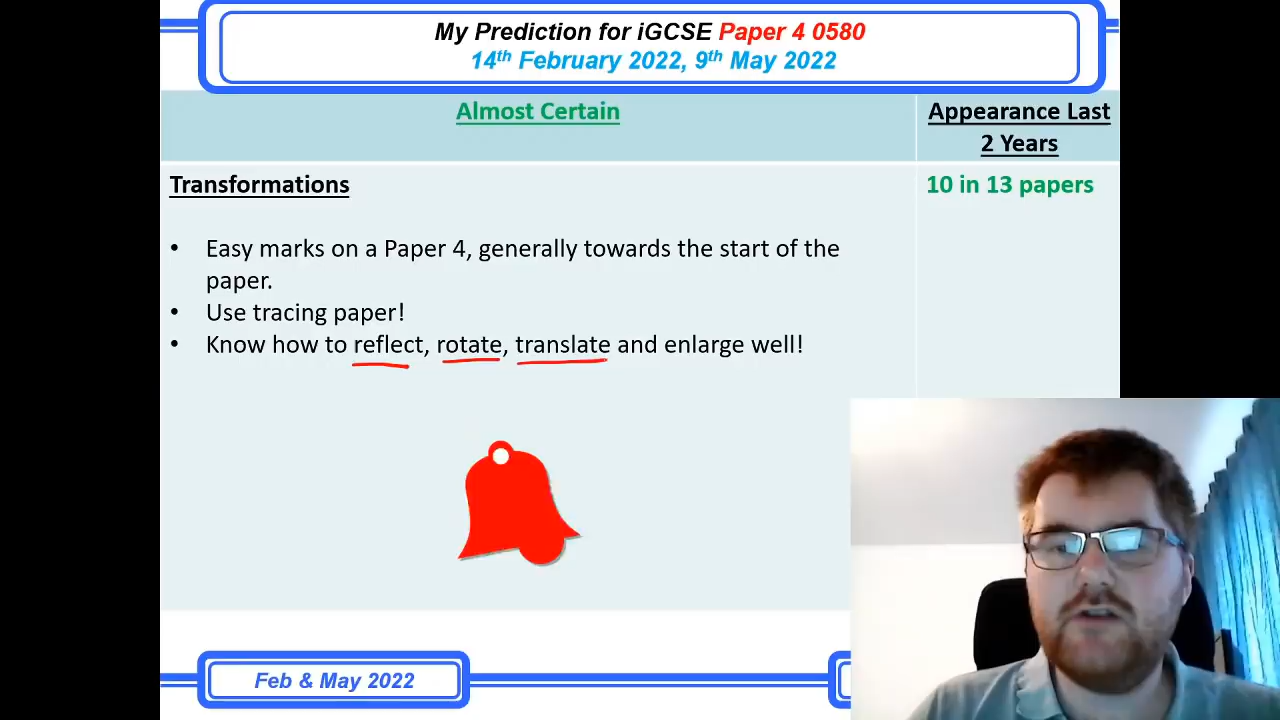 My Prediction for iGCSE Paper 4 0580
14th February 2022, 9th May 2022
Almost Certain
Appearance Last
2 Years
Transformations
10 in 13 papers
• Easy marks on a Paper 4, generally towards the start of the
paper.
• Use tracing paper!
• Know how to reflect, rotate, translate and enlarge well!
Feb & May 2022